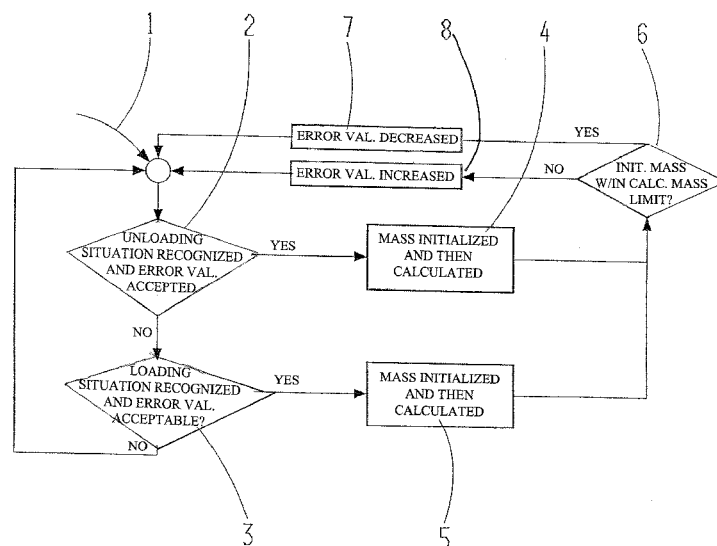 1
2
7
8
4
6
ERROR VAL. DECREASED
YES
ERROR VAL. INCREASED
NO
INIT. MASS
W/IN CALC. MASS
LIMIT?
UNLOADING
SITUATION RECOGNIZED
AND ERROR VAL.
ACCEPTED
YES
MASS INITIALIZED
AND THEN
CALCULATED
NO
LOADING
SITUATION RECOGNIZED
AND ERROR VAL.
ACCEPTABLE?
YES
MASS INITIALIZED
AND THEN
CALCULATED
NO
3
5